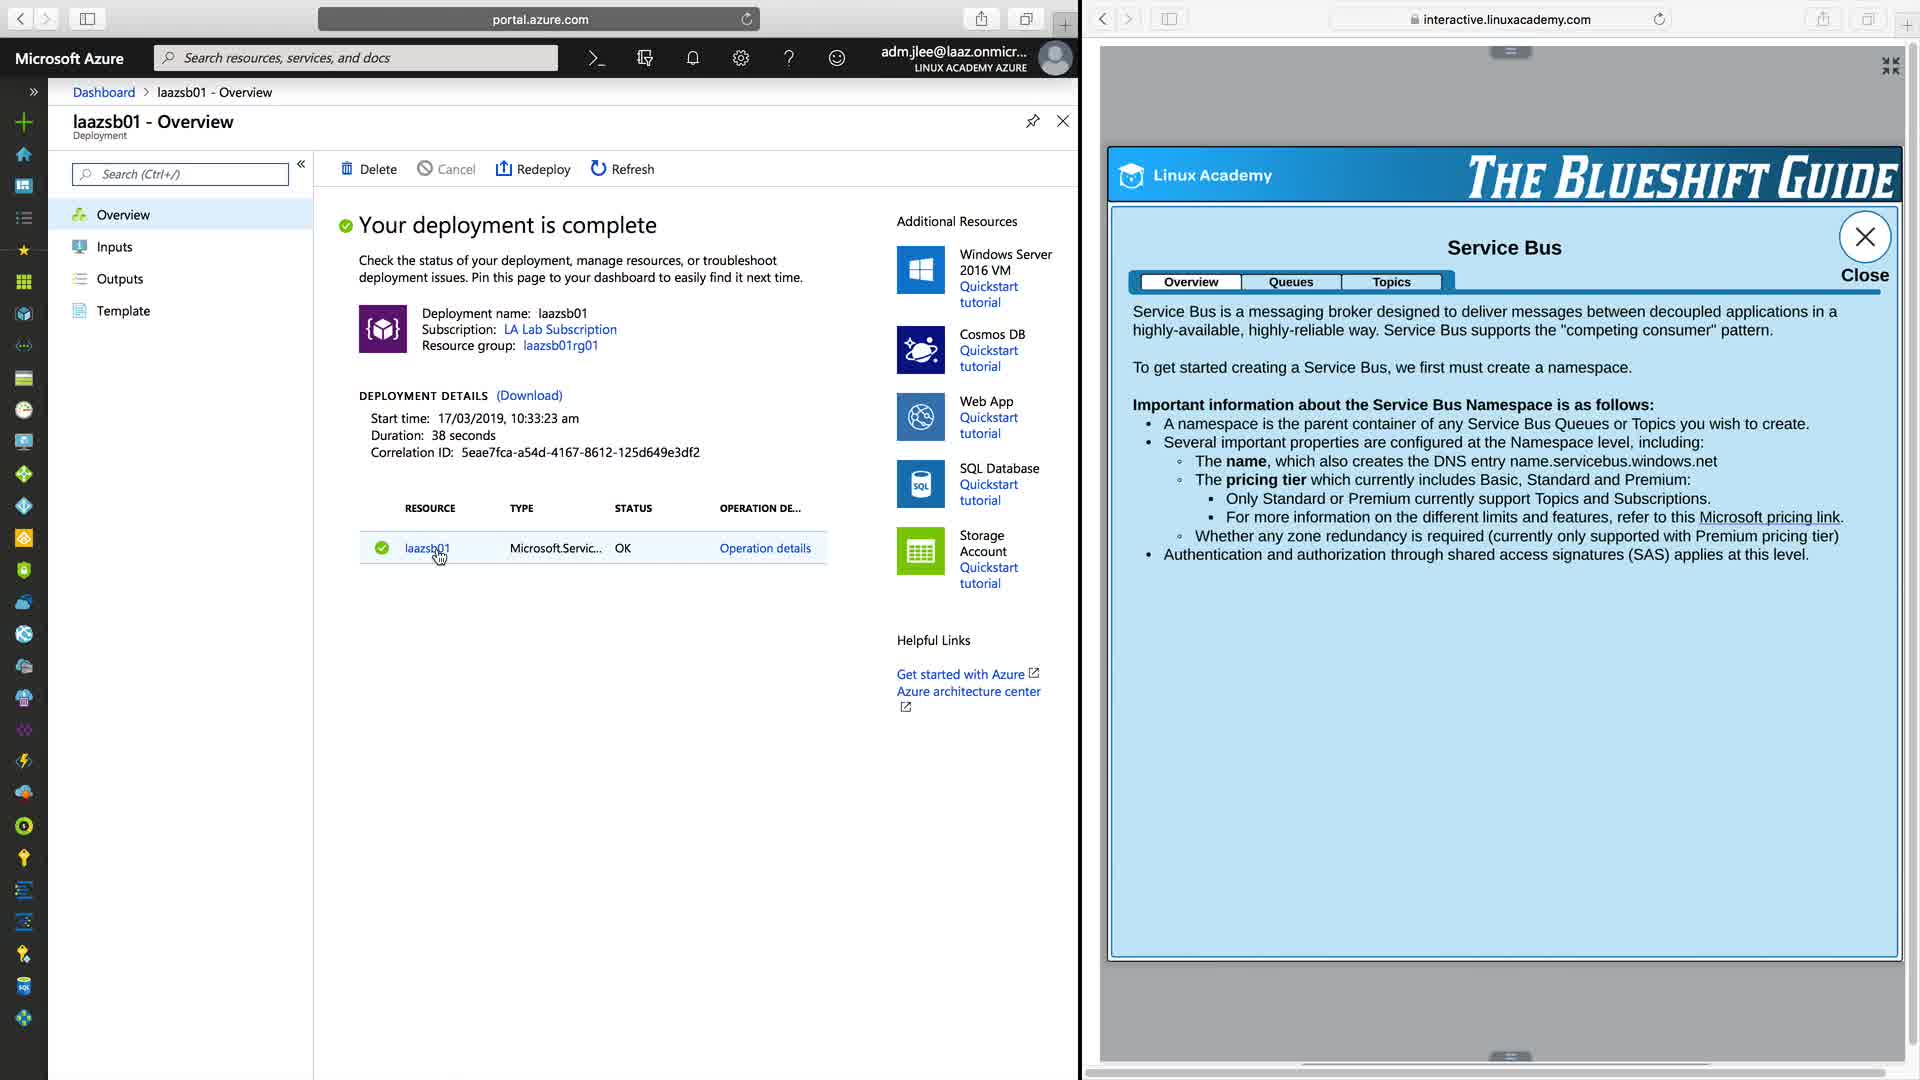 portal.azure.com
Microsoft Azure
Search resources, services, and docs
adm.jlee@laaz.onmicr...
LINUX ACADEMY AZURE
Dashboard > laazsb01 - Overview
laazsb01 - Overview
Deployment
Search (Ctrl+/)
Overview
Inputs
Outputs
Template
Delete
Cancel
Redeploy
Refresh
Your deployment is complete
Check the status of your deployment, manage resources, or troubleshoot
deployment issues. Pin this page to your dashboard to easily find it next time.
Deployment name: laazsb01
Subscription: LA Lab Subscription
Resource group: laazsb01rg01
DEPLOYMENT DETAILS (Download)
Start time: 17/03/2019, 10:33:23 am
Duration: 38 seconds
Correlation ID: 5eae7fca-a54d-4167-8612-125d649e3df2
RESOURCE TYPE STATUS OPERATION DE...
laazsb01 Microsoft.Servic... OK Operation details
Additional Resources
Windows Server
2016 VM
Quickstart
tutorial
Cosmos DB
Quickstart
tutorial
Web App
Quickstart
tutorial
SQL Database
Quickstart
tutorial
Storage
Account
Quickstart
tutorial
Helpful Links
Get started with Azure
Azure architecture center
interactive.linuxacademy.com
Linux Academy
THE BLUESHIFT GUIDE
Service Bus
Close
Overview
Queues
Topics
Service Bus is a messaging broker designed to deliver messages between decoupled applications in a
highly-available, highly-reliable way. Service Bus supports the "competing consumer" pattern.
To get started creating a Service Bus, we first must create a namespace.
Important information about the Service Bus Namespace is as follows:
• A namespace is the parent container of any Service Bus Queues or Topics you wish to create.
• Several important properties are configured at the Namespace level, including:
◦ The name, which also creates the DNS entry name.servicebus.windows.net
◦ The pricing tier which currently includes Basic, Standard and Premium:
▪ Only Standard or Premium currently support Topics and Subscriptions.
▪ For more information on the different limits and features, refer to this Microsoft pricing link.
◦ Whether any zone redundancy is required (currently only supported with Premium pricing tier)
• Authentication and authorization through shared access signatures (SAS) applies at this level.